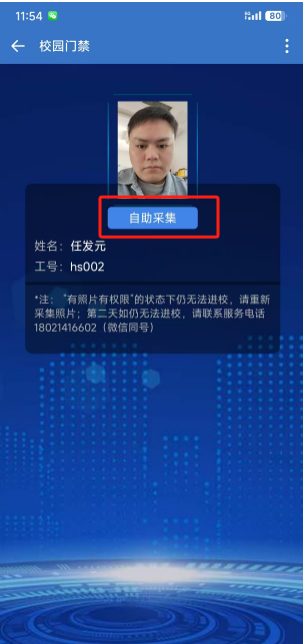 11:54
5G 80
校园门禁
自助采集
姓名: 任发元
工号: hs002
*注: "有照片有权限"的状态下仍无法进校，请重新
采集照片；第二天如仍无法进校，请联系服务电话
18021416602（微信同号）